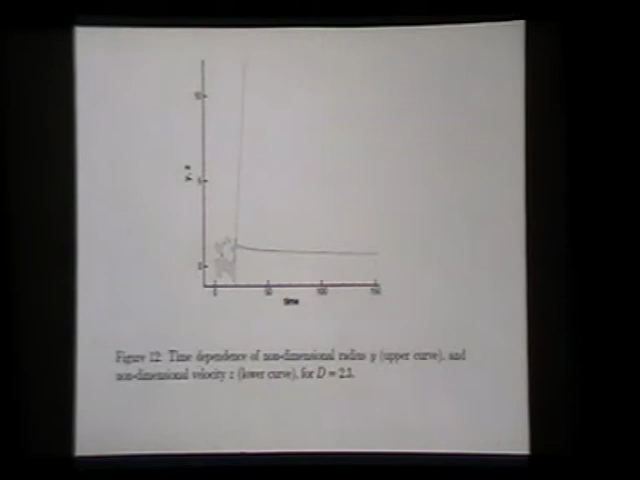 10
y, z
5
0
0 50 100 150
time
Figure 12: Time dependence of non-dimensional radius y (upper curve), and
non-dimensional velocity z (lower curve), for D = 2.1.